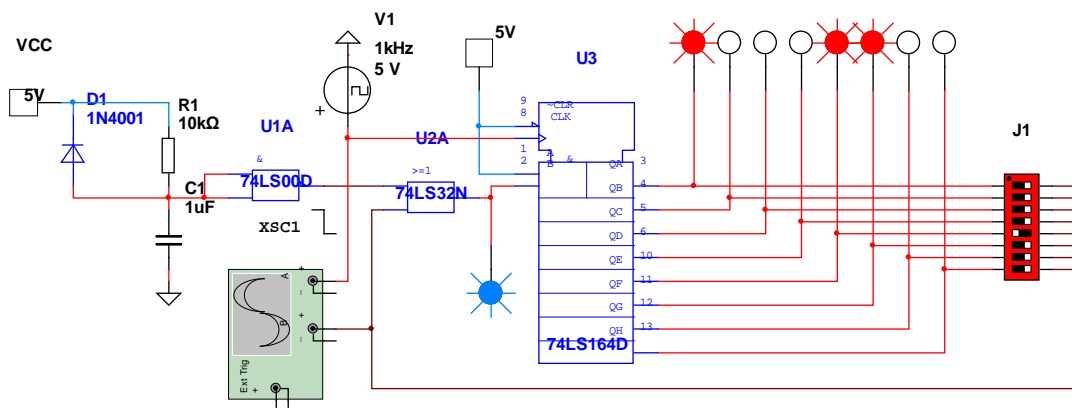 VCC
5V
D1
1N4001
R1
10kΩ
C1
1uF
U1A
&
74LS00D
XSC1
V1
1kHz
5 V
+
U2A
>=1
74LS32N
5V
U3
9
8
1
2
~CLR
CLK
A
B
&
QA
QB
QC
QD
QE
QF
QG
QH
3
4
5
6
10
11
12
13
74LS164D
J1
A
B
Ext Trig
+
+
−
+
−